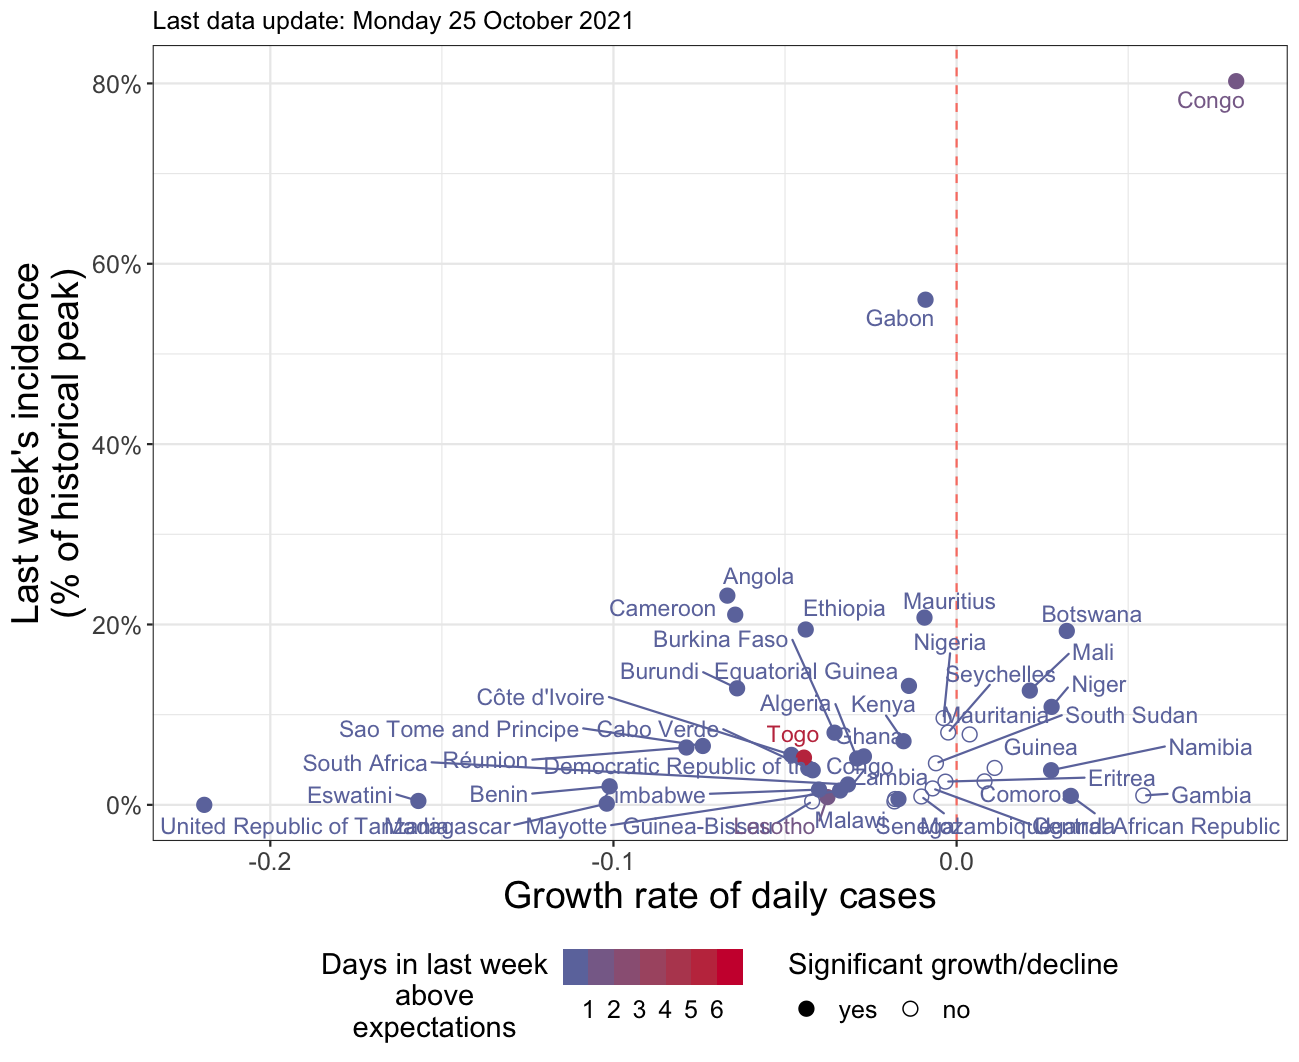 Last data update: Monday 25 October 2021
Last week's incidence
(% of historical peak)
80%
60%
40%
20%
0%
Congo
Gabon
Angola
Cameroon
Ethiopia
Mauritius
Botswana
Burkina Faso
Nigeria
Mali
Burundi
Equatorial Guinea
Seychelles
Niger
Côte d'Ivoire
Algeria
Kenya
Mauritania
South Sudan
Sao Tome and Principe
Cabo Verde
Togo
Ghana
Guinea
Namibia
South Africa
Réunion
Democratic Republic of the Congo
Eritrea
Eswatini
Benin
Comoros
Gambia
United Republic of Tanzania
Madagascar
Mayotte
Guinea-Bissau
Lesotho
Malawi
Senegal
Mozambique
Central African Republic
-0.2
-0.1
0.0
Growth rate of daily cases
Days in last week
above
expectations
1 2 3 4 5 6
Significant growth/decline
yes
no